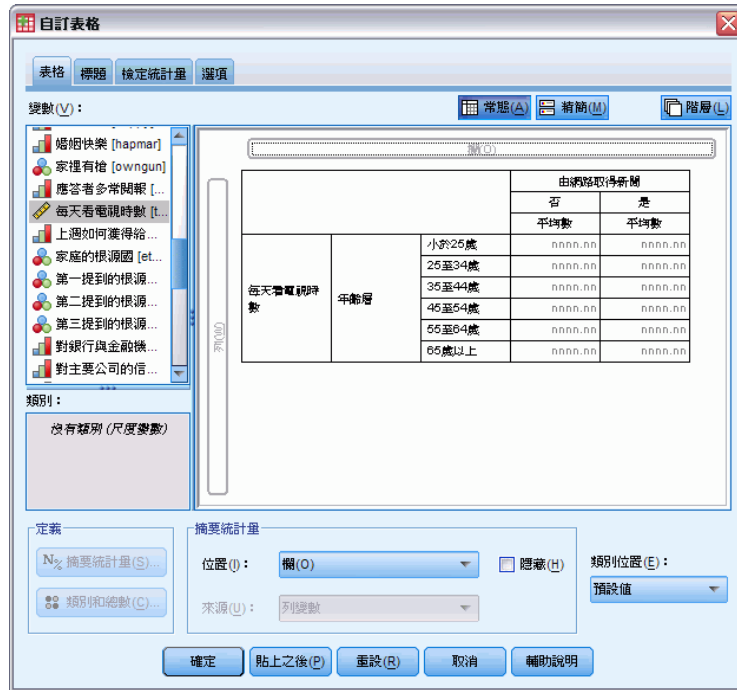 自訂表格
表格 標題 檢定統計量 選項
變數(V)：
常態(A) 精簡(M) 階層(L)
婚姻快樂 [hapmar]
家裡有槍 [owngun]
應答者多常閱報 [...
每天看電視時數 [t...
上週如何獲得給...
家庭的根源國 [et...
第一提到的根源...
第二提到的根源...
第三提到的根源...
對銀行與金融機...
對主要公司的信...
欄(O)
列(W)
由網路取得新聞
否 是
平均數 平均數
每天看電視時數
年齡層
小於25歲 nnnn.nn nnnn.nn
25至34歲 nnnn.nn nnnn.nn
35至44歲 nnnn.nn nnnn.nn
45至54歲 nnnn.nn nnnn.nn
55至64歲 nnnn.nn nnnn.nn
65歲以上 nnnn.nn nnnn.nn
類別：
沒有類別 (尺度變數)
定義
N% 摘要統計量(S)...
類別和總數(C)...
摘要統計量
位置(I)： 欄(O) 隱藏(H)
來源(U)： 列變數
類別位置(E)：
預設值
確定 貼上之後(P) 重設(R) 取消 輔助說明